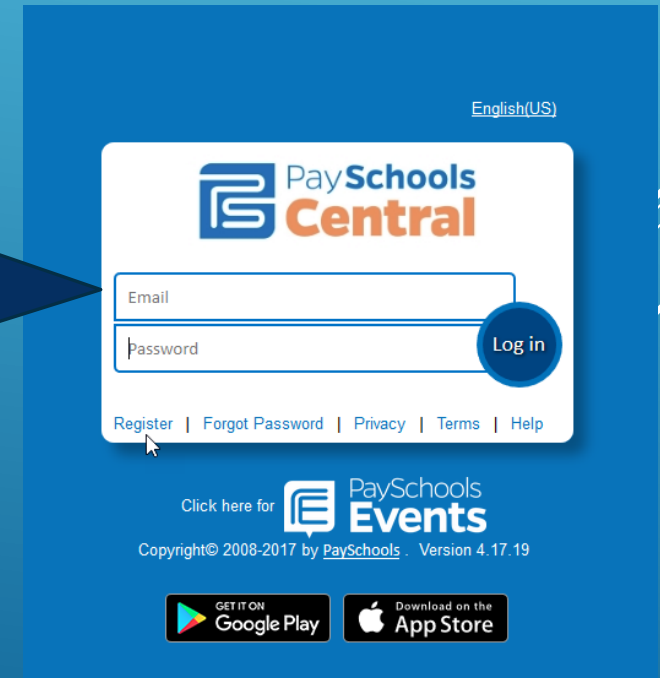 English(US)
PaySchools
Central
Email
Password
Log in
Register | Forgot Password | Privacy | Terms | Help
Click here for PaySchools
Events
Copyright© 2008-2017 by PaySchools . Version 4.17.19
GET IT ON
Google Play
Download on the
App Store